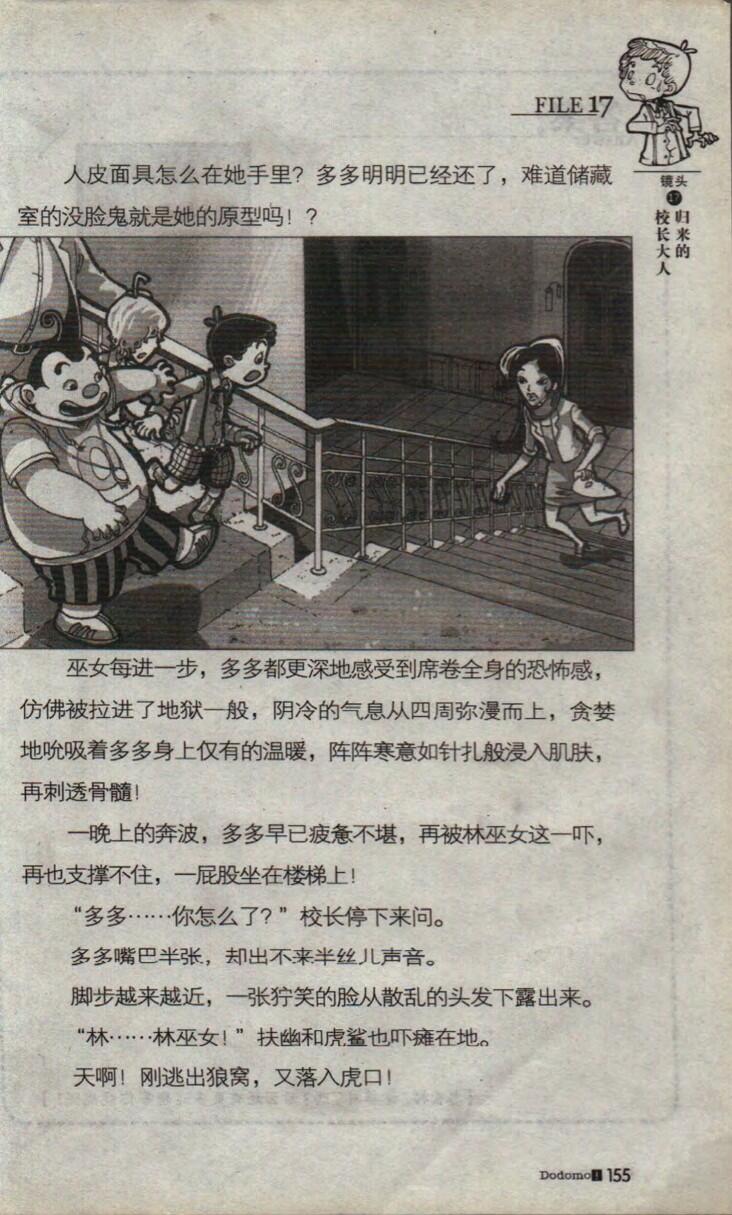 FILE 17
镜头
17
归来的
校长大人
人皮面具怎么在她手里？多多明明已经还了，难道储藏
室的没脸鬼就是她的原型吗！？
巫女每进一步，多多都更深地感受到席卷全身的恐怖感，
仿佛被拉进了地狱一般，阴冷的气息从四周弥漫而上，贪婪
地吮吸着多多身上仅有的温暖，阵阵寒意如针扎般浸入肌肤，
再刺透骨髓！
一晚上的奔波，多多早已疲惫不堪，再被林巫女这一吓，
再也支撑不住，一屁股坐在楼梯上！
“多多……你怎么了？”校长停下来问。
多多嘴巴半张，却出不来半丝儿声音。
脚步越来越近，一张狞笑的脸从散乱的头发下露出来。
“林……林巫女！”扶幽和虎鲨也吓瘫在地。
天啊！刚逃出狼窝，又落入虎口！
Dodomo! 155